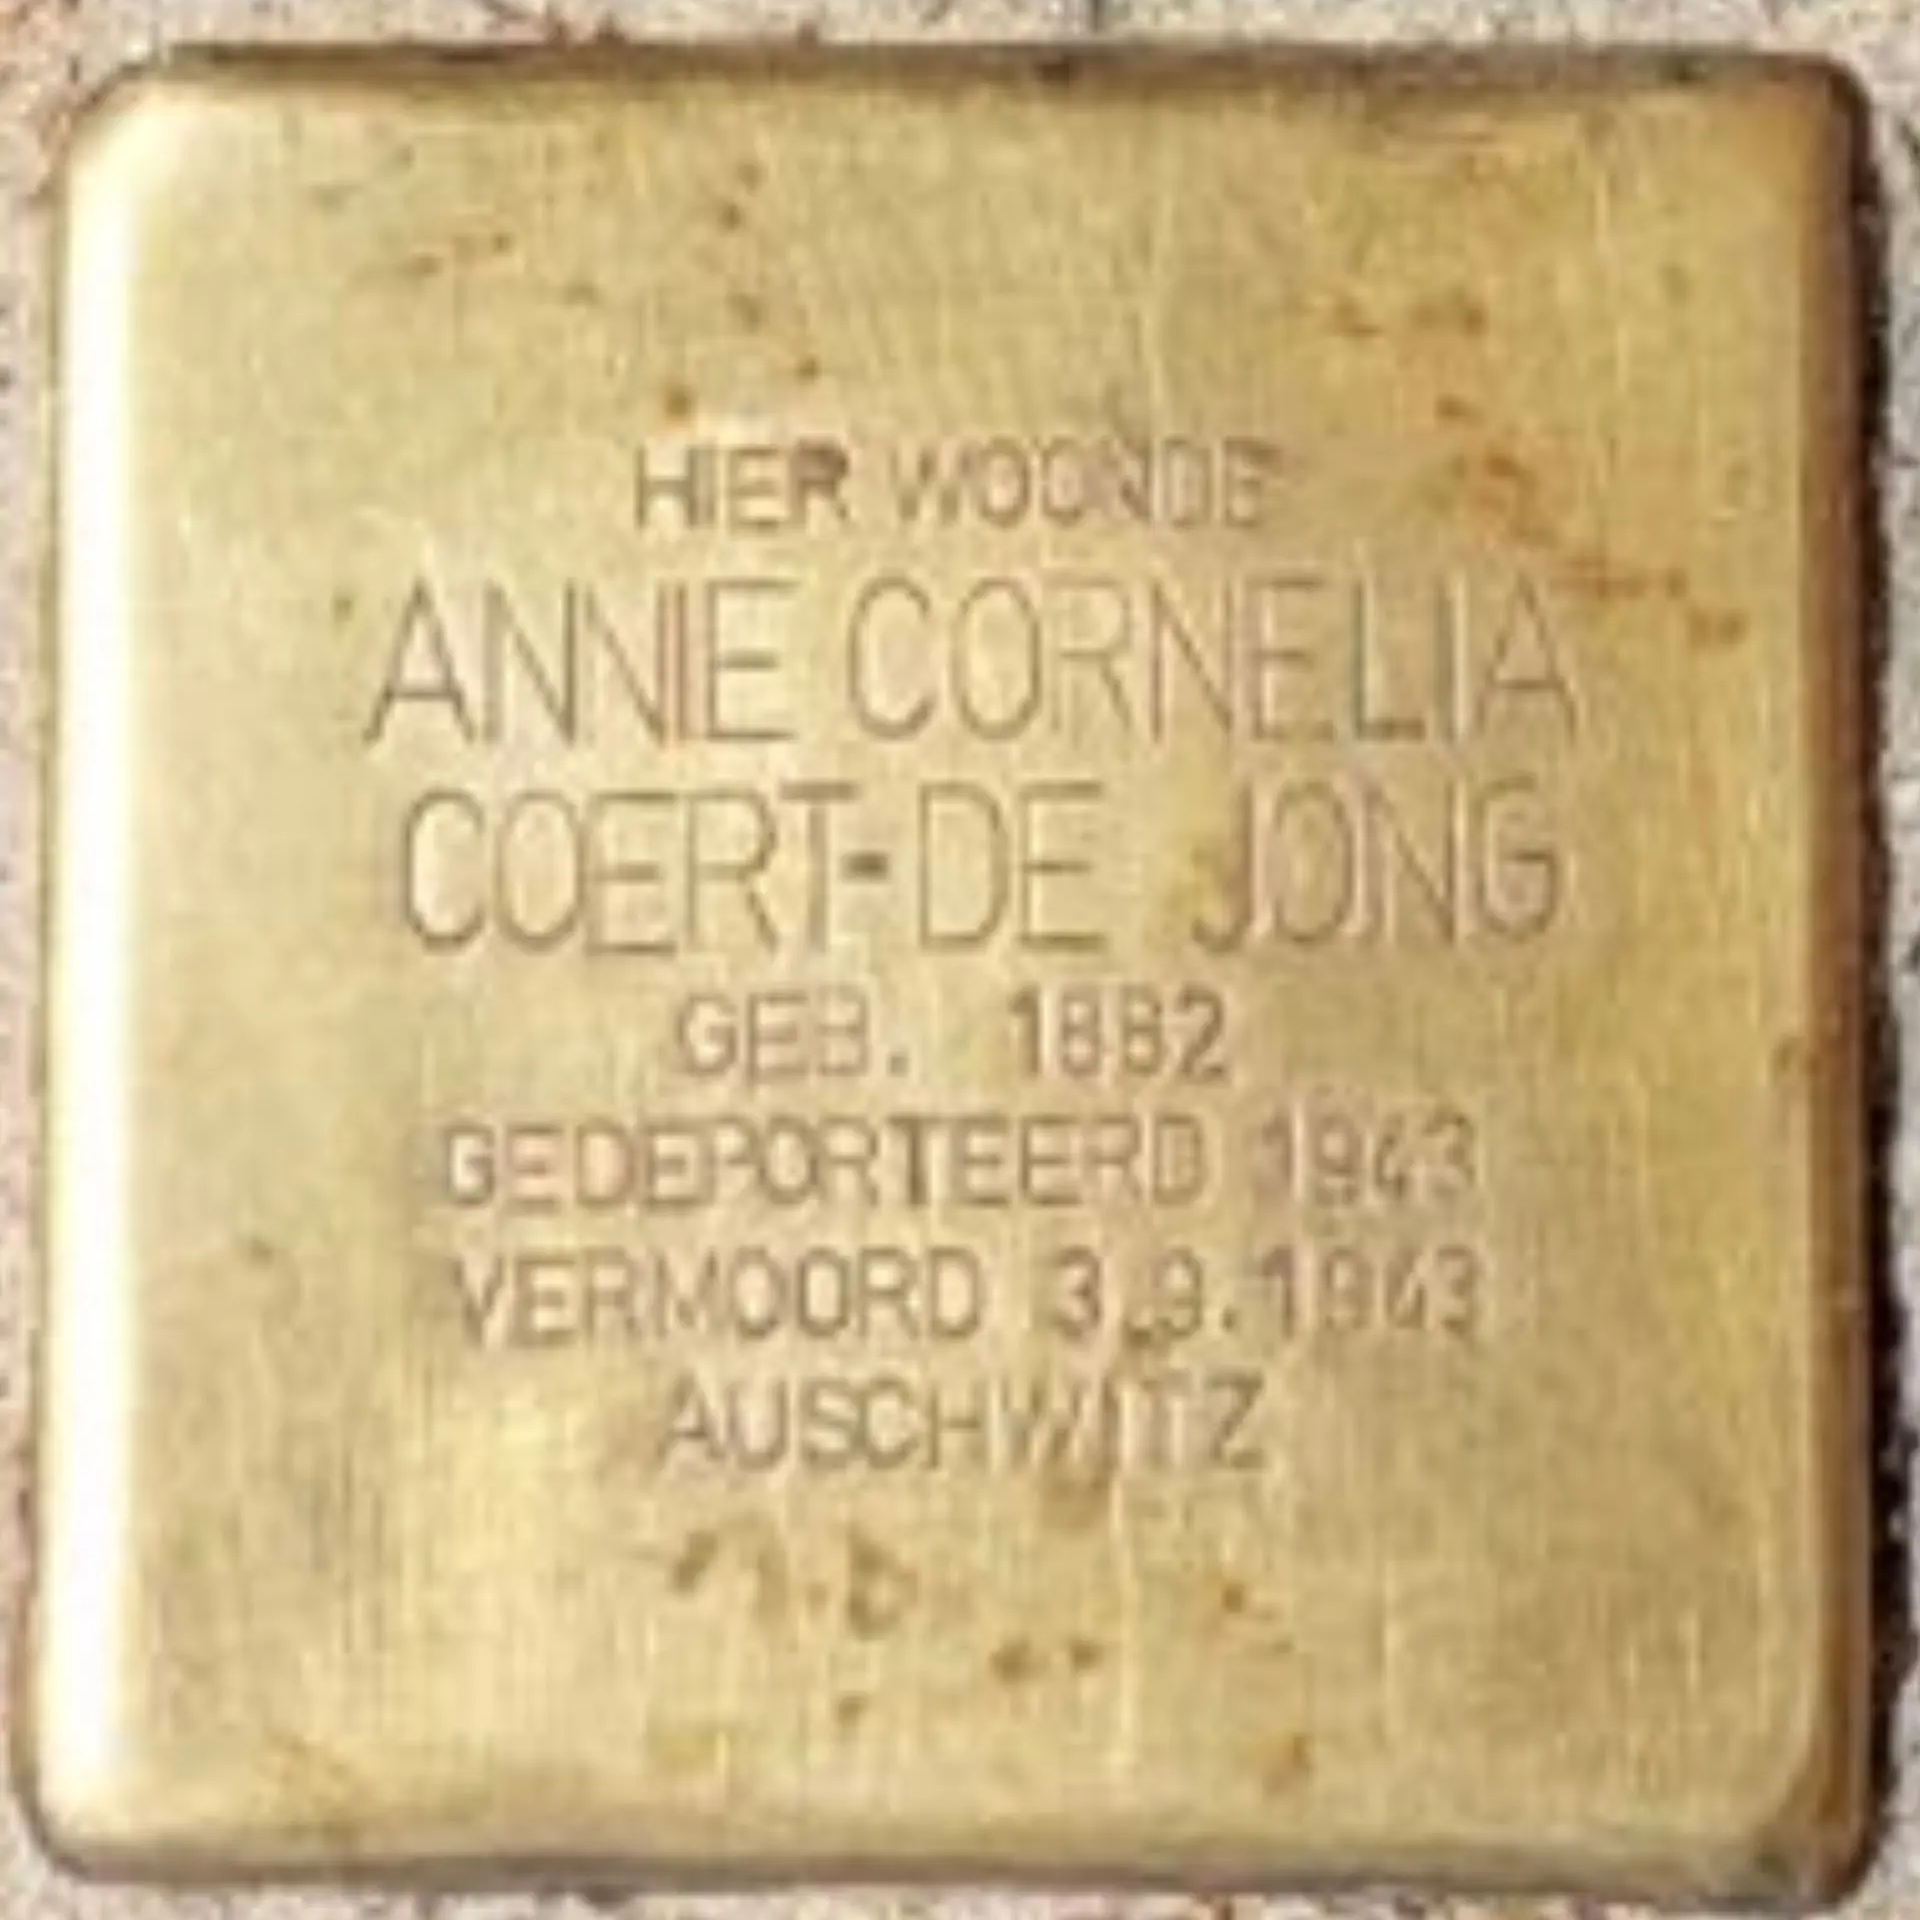 HIER WOONDE
ANNIE CORNELIA
COERT-DE JONG
GEB. 1882
GEDEPORTEERD 1943
VERMOORD 3.9.1943
AUSCHWITZ